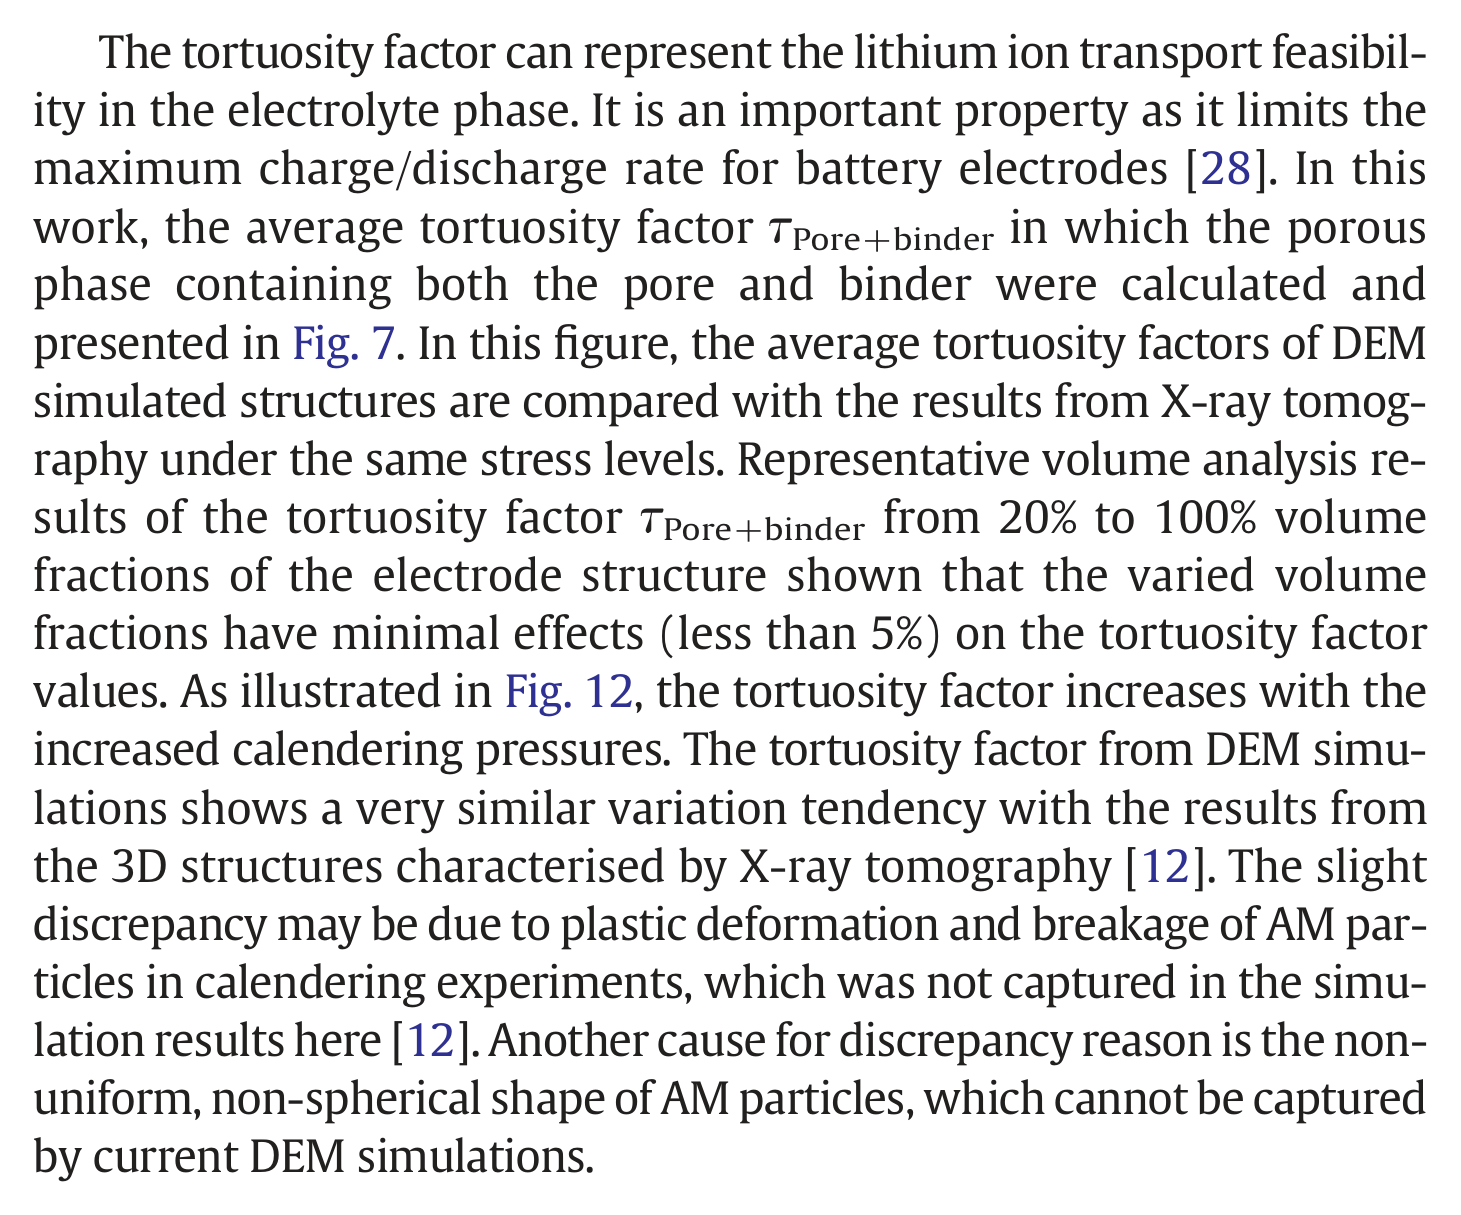 The tortuosity factor can represent the lithium ion transport feasibil-
ity in the electrolyte phase. It is an important property as it limits the
maximum charge/discharge rate for battery electrodes [28]. In this
work, the average tortuosity factor τPore+binder in which the porous
phase containing both the pore and binder were calculated and
presented in Fig. 7. In this figure, the average tortuosity factors of DEM
simulated structures are compared with the results from X-ray tomog-
raphy under the same stress levels. Representative volume analysis re-
sults of the tortuosity factor τPore+binder from 20% to 100% volume
fractions of the electrode structure shown that the varied volume
fractions have minimal effects (less than 5%) on the tortuosity factor
values. As illustrated in Fig. 12, the tortuosity factor increases with the
increased calendering pressures. The tortuosity factor from DEM simu-
lations shows a very similar variation tendency with the results from
the 3D structures characterised by X-ray tomography [12]. The slight
discrepancy may be due to plastic deformation and breakage of AM par-
ticles in calendering experiments, which was not captured in the simu-
lation results here [12]. Another cause for discrepancy reason is the non-
uniform, non-spherical shape of AM particles, which cannot be captured
by current DEM simulations.